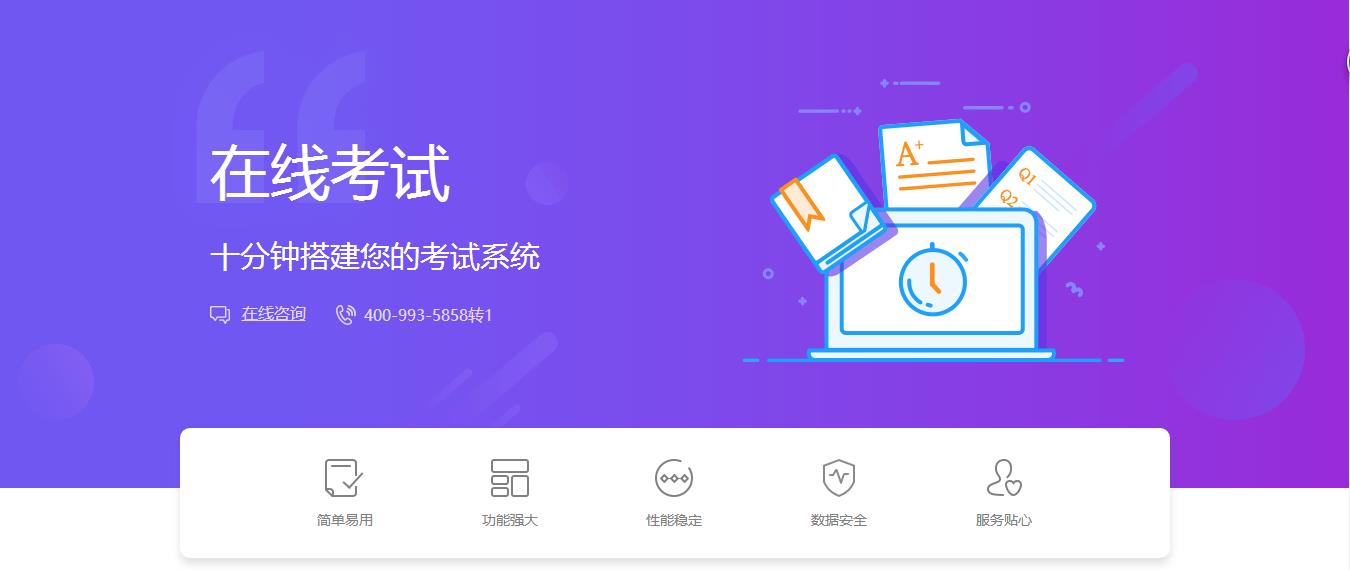 在线考试
十分钟搭建您的考试系统
在线咨询 400-993-5858转1
A+
Q1
Q2
简单易用 功能强大 性能稳定 数据安全 服务贴心